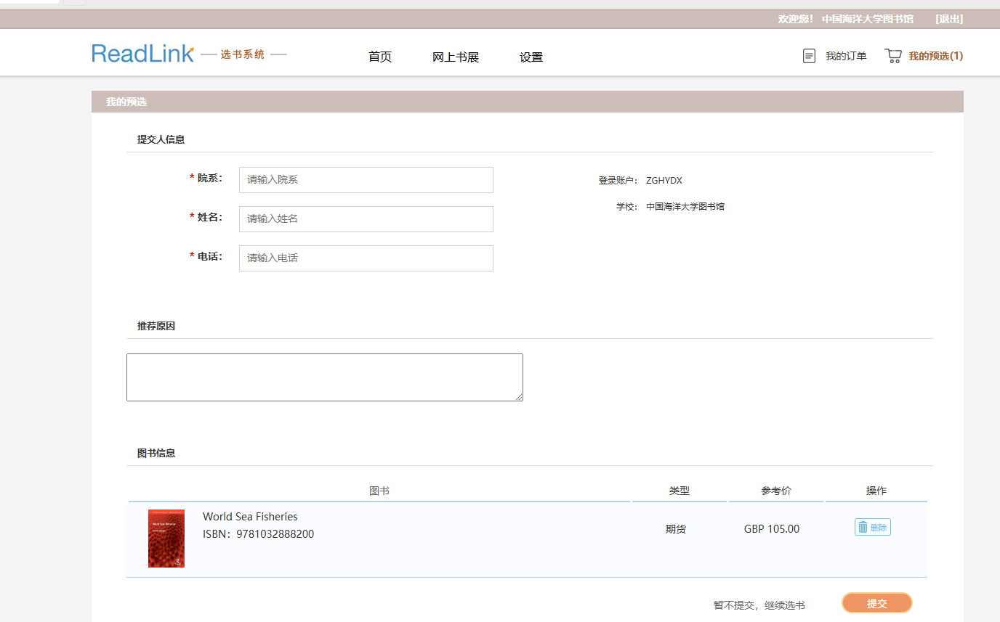 欢迎您！ 中国海洋大学图书馆 [退出]
ReadLink 选书系统 首页 网上书展 设置 我的订单 我的预选(1)
我的预选
提交人信息
* 院系： 请输入院系 登录账户： ZGHYDX
学校： 中国海洋大学图书馆
* 姓名： 请输入姓名
* 电话： 请输入电话
推荐原因
图书信息
图书 类型 参考价 操作
World Sea Fisheries
ISBN：9781032888200
期货 GBP 105.00 删除
暂不提交，继续选书 提交